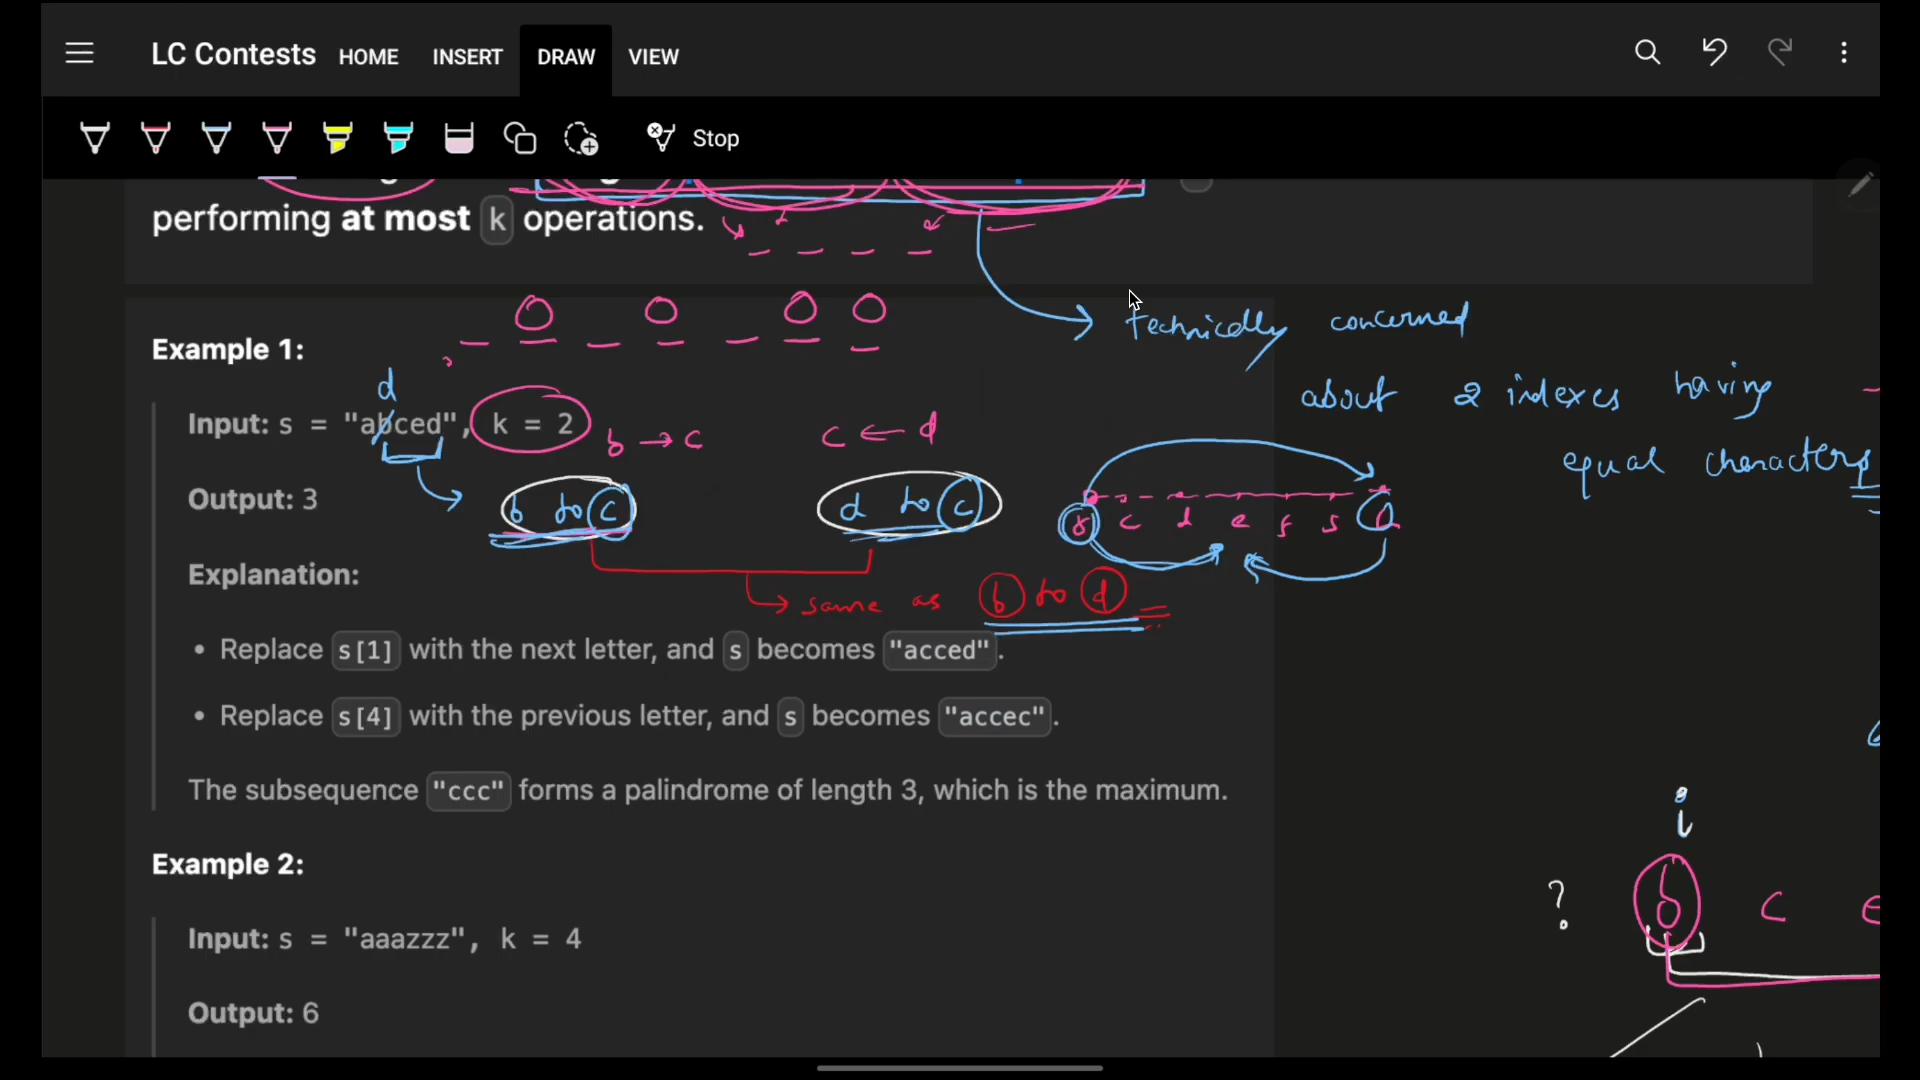 LC Contests HOME INSERT DRAW VIEW
Stop
performing at most k operations.
technically concerned
Example 1:
about 2 indexes having
d
Input: s = "abced", k = 2
b → c c ← d
equal characters
Output: 3
b to c d to c
c d e f
Explanation:
same as b to d
Replace s[1] with the next letter, and s becomes "acced".
Replace s[4] with the previous letter, and s becomes "accec".
The subsequence "ccc" forms a palindrome of length 3, which is the maximum.
i
Example 2:
? b c e
Input: s = "aaazzz", k = 4
Output: 6